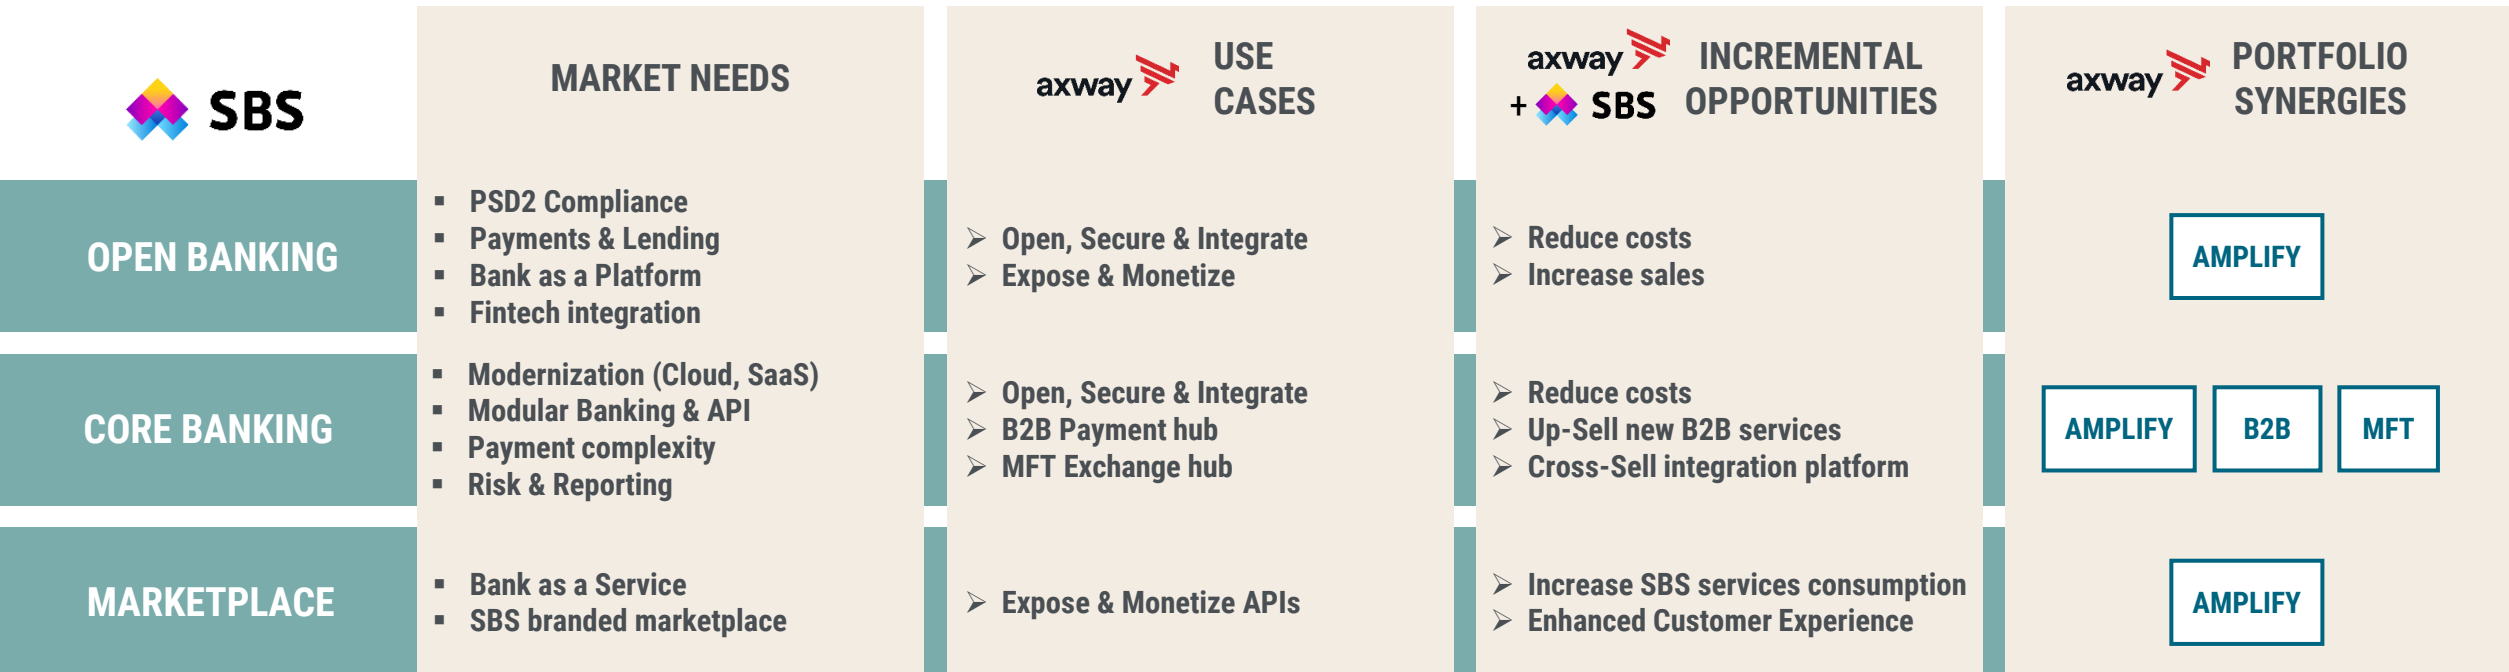 SBS
MARKET NEEDS
axway
USE
CASES
axway
+ SBS
INCREMENTAL
OPPORTUNITIES
axway
PORTFOLIO
SYNERGIES
OPEN BANKING
▪ PSD2 Compliance
▪ Payments & Lending
▪ Bank as a Platform
▪ Fintech integration
➢ Open, Secure & Integrate
➢ Expose & Monetize
➢ Reduce costs
➢ Increase sales
AMPLIFY
CORE BANKING
▪ Modernization (Cloud, SaaS)
▪ Modular Banking & API
▪ Payment complexity
▪ Risk & Reporting
➢ Open, Secure & Integrate
➢ B2B Payment hub
➢ MFT Exchange hub
➢ Reduce costs
➢ Up-Sell new B2B services
➢ Cross-Sell integration platform
AMPLIFY
B2B
MFT
MARKETPLACE
▪ Bank as a Service
▪ SBS branded marketplace
➢ Expose & Monetize APIs
➢ Increase SBS services consumption
➢ Enhanced Customer Experience
AMPLIFY